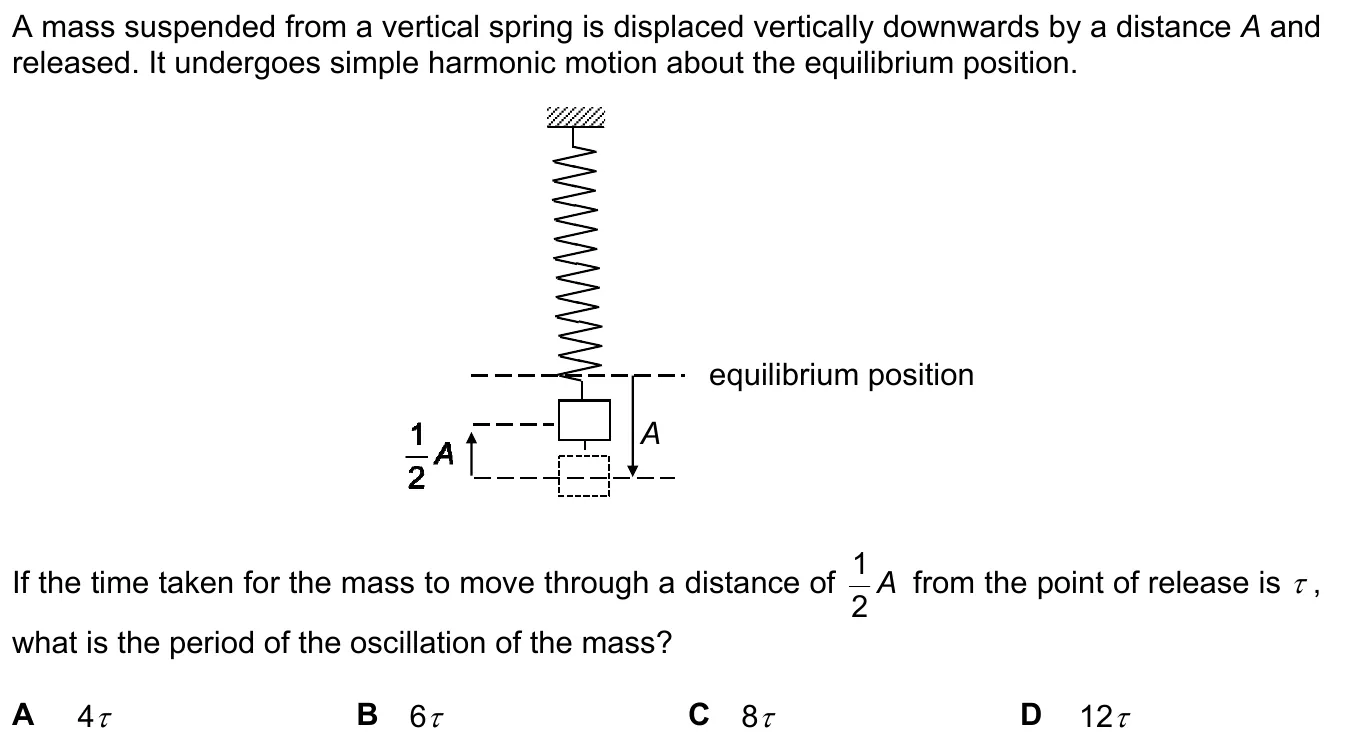 A mass suspended from a vertical spring is displaced vertically downwards by a distance A and
released. It undergoes simple harmonic motion about the equilibrium position.
equilibrium position
A
1/2 A
If the time taken for the mass to move through a distance of 1/2 A from the point of release is τ,
what is the period of the oscillation of the mass?
A 4τ B 6τ C 8τ D 12τ